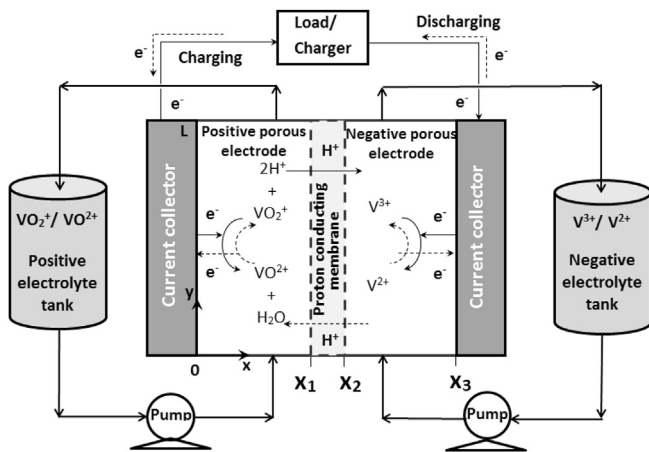 Load/
Charger
Discharging
Charging
e⁻
e⁻
e⁻
e⁻
L
Positive porous
electrode
H⁺
Negative porous
electrode
2H⁺
+
VO₂⁺
VO²⁺
+
H₂O
e⁻
e⁻
Current collector
Proton conducting
membrane
H⁺
V³⁺
V²⁺
e⁻
e⁻
Current collector
VO₂⁺/ VO²⁺
Positive
electrolyte
tank
V³⁺/ V²⁺
Negative
electrolyte
tank
y
0
x
X₁
X₂
X₃
Pump
Pump